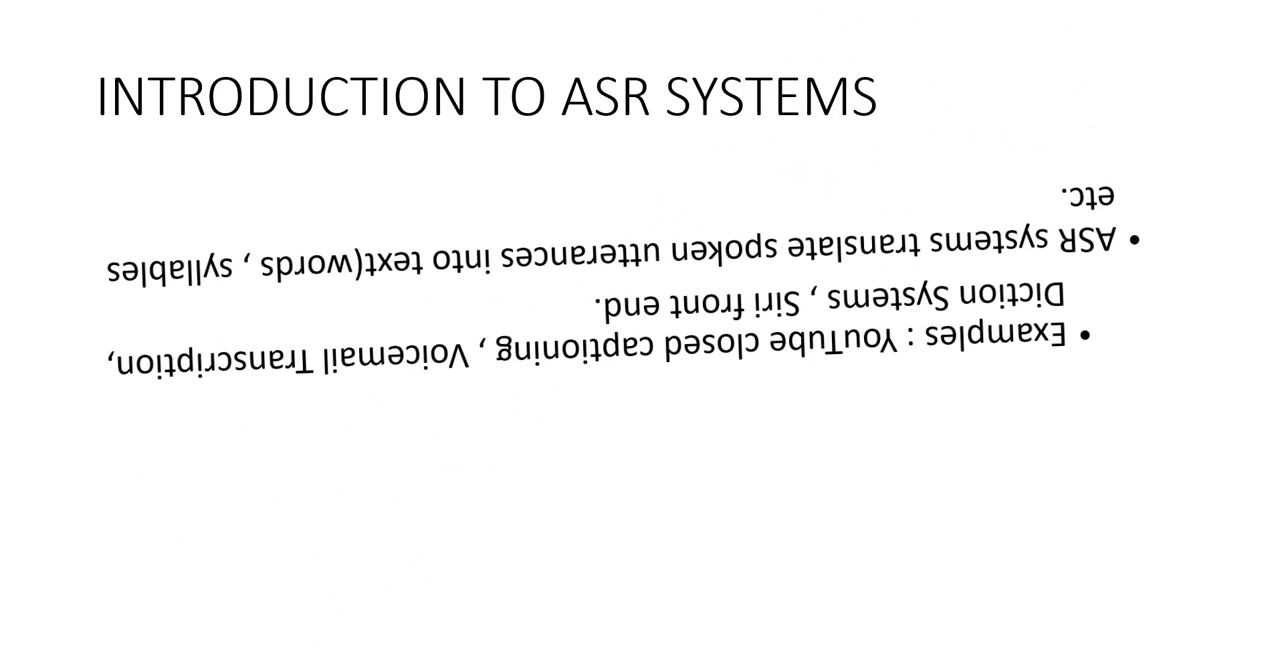 INTRODUCTION TO ASR SYSTEMS
• Examples : YouTube closed captioning , Voicemail Transcription,
Diction Systems , Siri front end.
• ASR systems translate spoken utterances into text(words , syllables
etc.